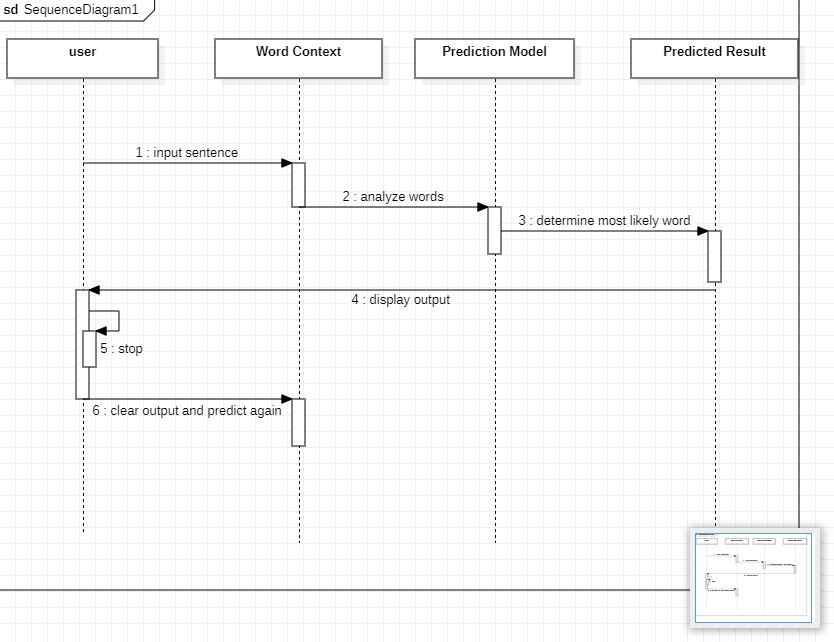 sd SequenceDiagram1
user
Word Context
Prediction Model
Predicted Result
1 : input sentence
2 : analyze words
3 : determine most likely word
4 : display output
5 : stop
6 : clear output and predict again